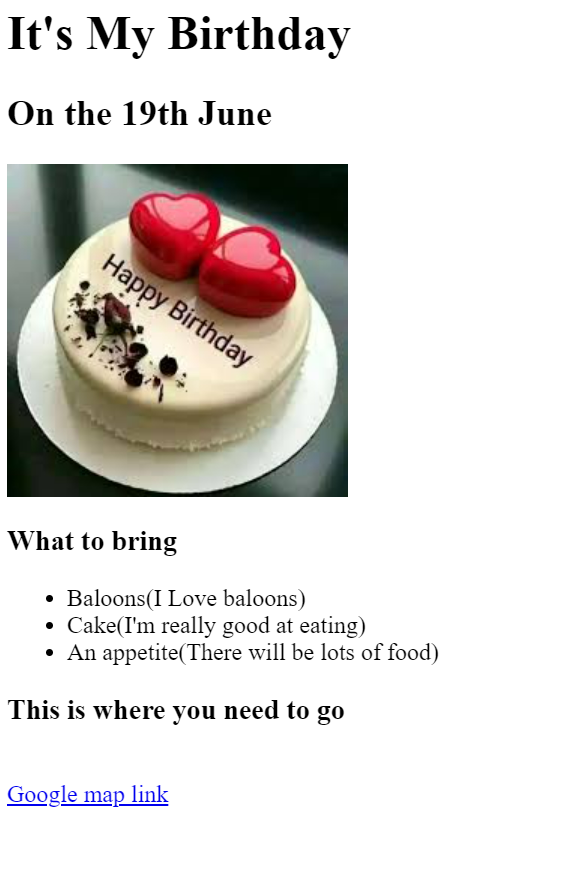 It's My Birthday
On the 19th June
Happy Birthday
What to bring
Baloons(I Love baloons)
Cake(I'm really good at eating)
An appetite(There will be lots of food)
This is where you need to go
Google map link